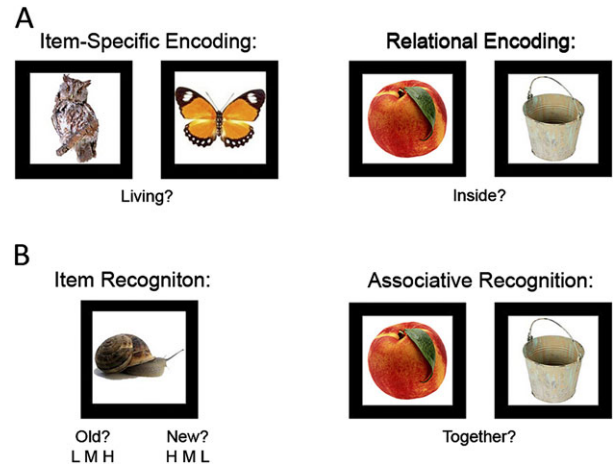 A
Item-Specific Encoding:
Relational Encoding:
Living?
Inside?
B
Item Recogniton:
Associative Recognition:
Old? New?
L M H H M L
Together?